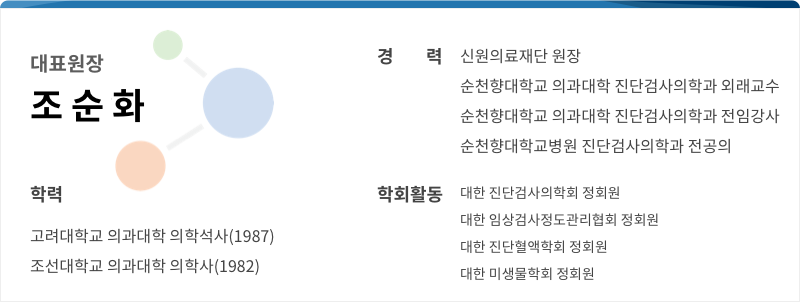 대표원장
조순화
학력
고려대학교 의과대학 의학석사(1987)
조선대학교 의과대학 의학사(1982)
경 력
신원의료재단 원장
순천향대학교 의과대학 진단검사의학과 외래교수
순천향대학교 의과대학 진단검사의학과 전임강사
순천향대학교병원 진단검사의학과 전공의
학회활동
대한 진단검사의학회 정회원
대한 임상검사정도관리협회 정회원
대한 진단혈액학회 정회원
대한 미생물학회 정회원